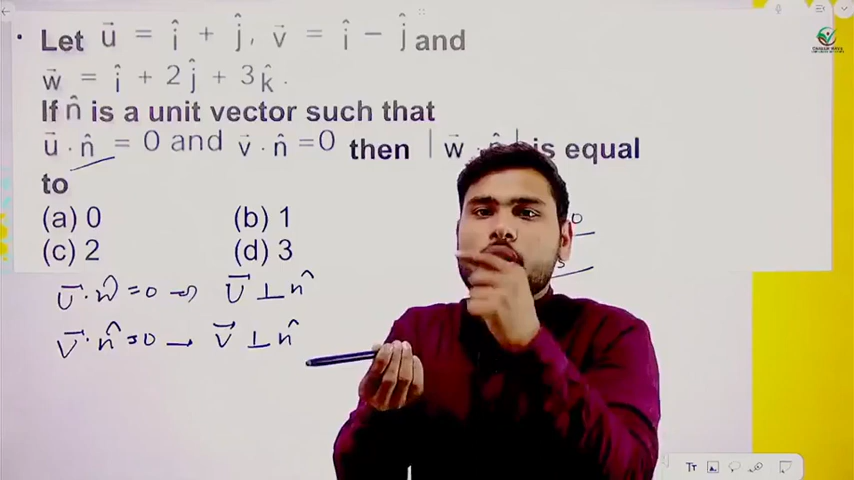 • Let u⃗ = î + ĵ, v⃗ = î − ĵ and
w⃗ = î + 2ĵ + 3k̂.
If n̂ is a unit vector such that
u⃗ · n̂ = 0 and v⃗ · n̂ =0 then | w⃗ · n̂ | is equal
to
(a) 0 (b) 1
(c) 2 (d) 3
U⃗ · n̂ = 0 → U⃗ ⊥ n̂
V⃗ · n̂ = 0 → V⃗ ⊥ n̂
Tт